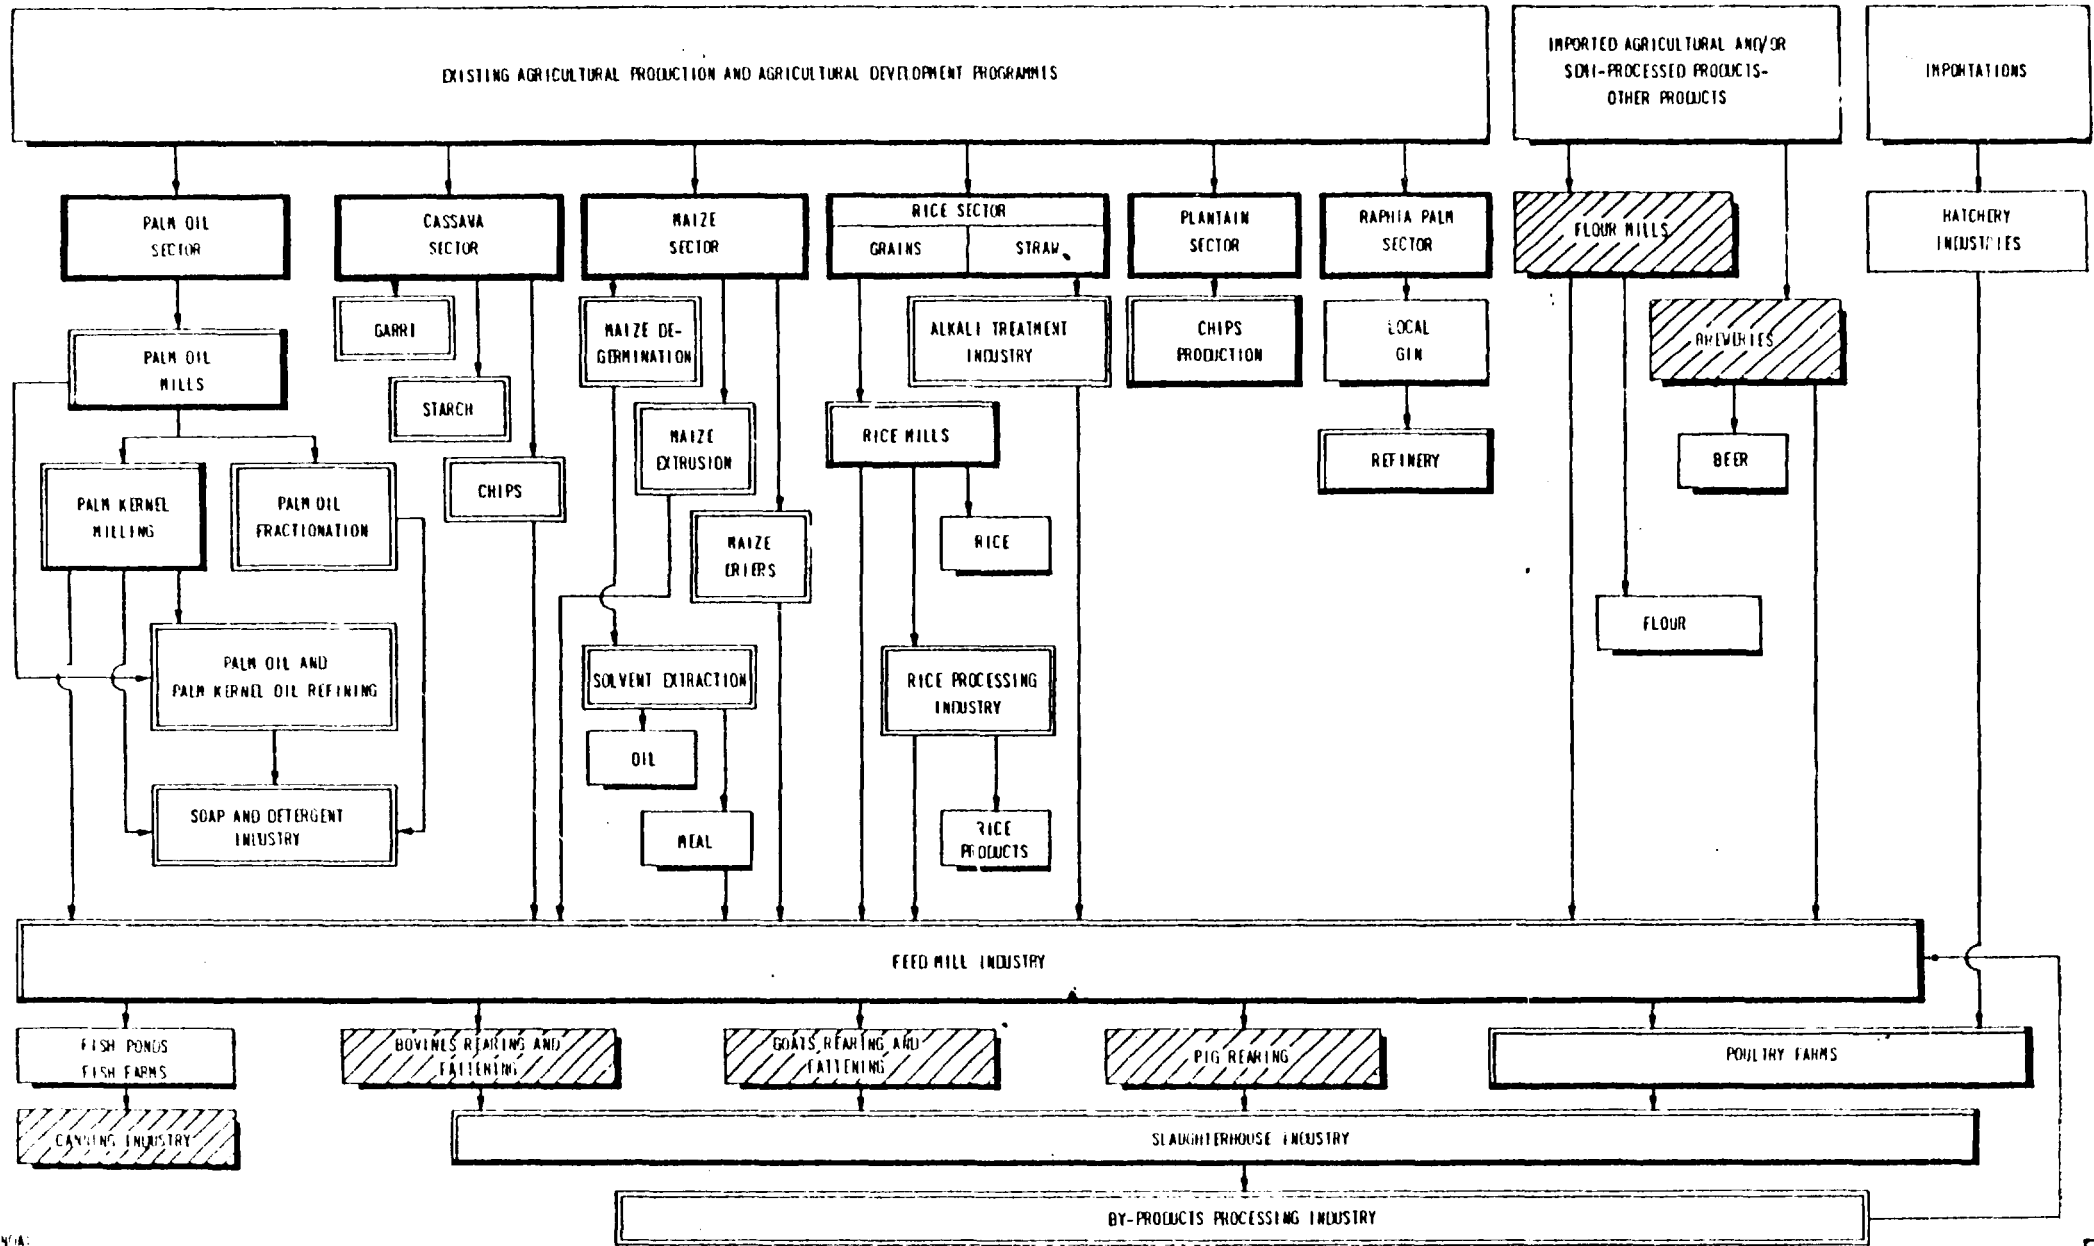 EXISTING AGRICULTURAL PRODUCTION AND AGRICULTURAL DEVELOPMENT PROGRAMMES
IMPORTED AGRICULTURAL AND/OR
SEMI-PROCESSED PRODUCTS-
OTHER PRODUCTS
IMPORTATIONS
PALM OIL
SECTOR
CASSAVA
SECTOR
MAIZE
SECTOR
RICE SECTOR
GRAINS
STRAW
PLANTAIN
SECTOR
RAPHIA PALM
SECTOR
FLOUR MILLS
HATCHERY
INDUSTRIES
GARRI
MAIZE DE-
GERMINATION
ALKALI TREATMENT
INDUSTRY
CHIPS
PRODUCTION
LOCAL
GIN
BREWERIES
PALM OIL
MILLS
STARCH
MAIZE
EXTRUSION
RICE MILLS
REFINERY
BEER
PALM KERNEL
MILLING
PALM OIL
FRACTIONATION
CHIPS
MAIZE
DRIERS
RICE
FLOUR
PALM OIL AND
PALM KERNEL OIL REFINING
SOLVENT EXTRACTION
RICE PROCESSING
INDUSTRY
OIL
SOAP AND DETERGENT
INDUSTRY
MEAL
RICE
PRODUCTS
FEED MILL INDUSTRY
FISH PONDS
FISH FARMS
BOVINES REARING AND
FATTENING
GOATS REARING AND
FATTENING
PIG REARING
POULTRY FARMS
CANNING INDUSTRY
SLAUGHTERHOUSE INDUSTRY
BY-PRODUCTS PROCESSING INDUSTRY